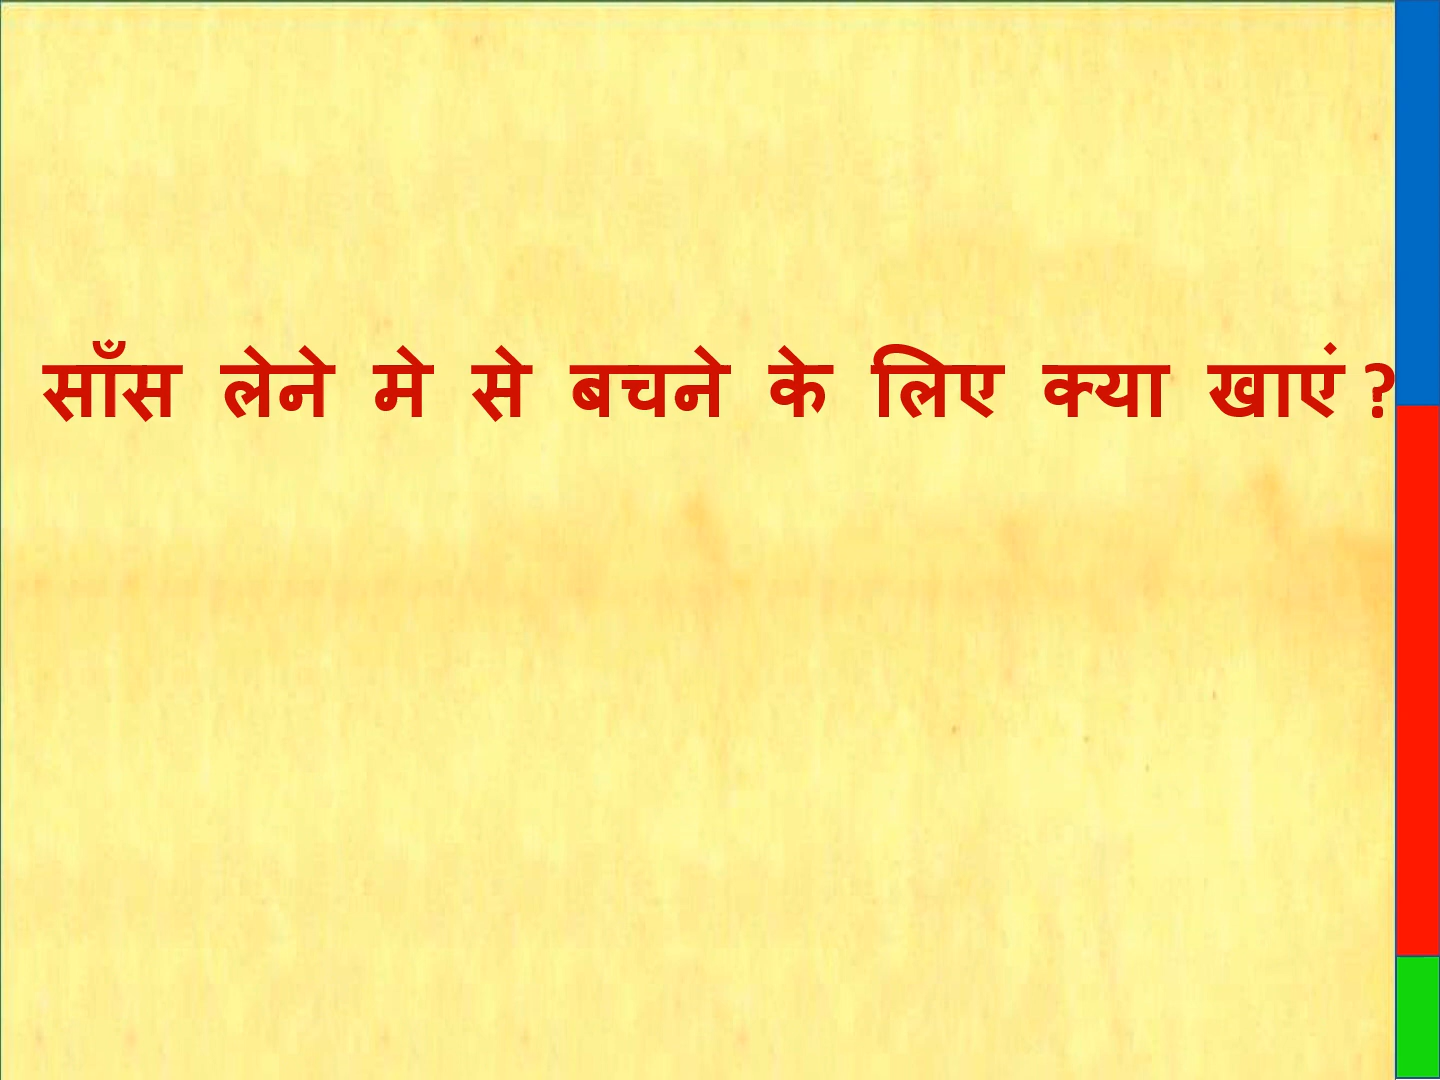 साँस लेने मे से बचने के लिए क्या खाएं ?